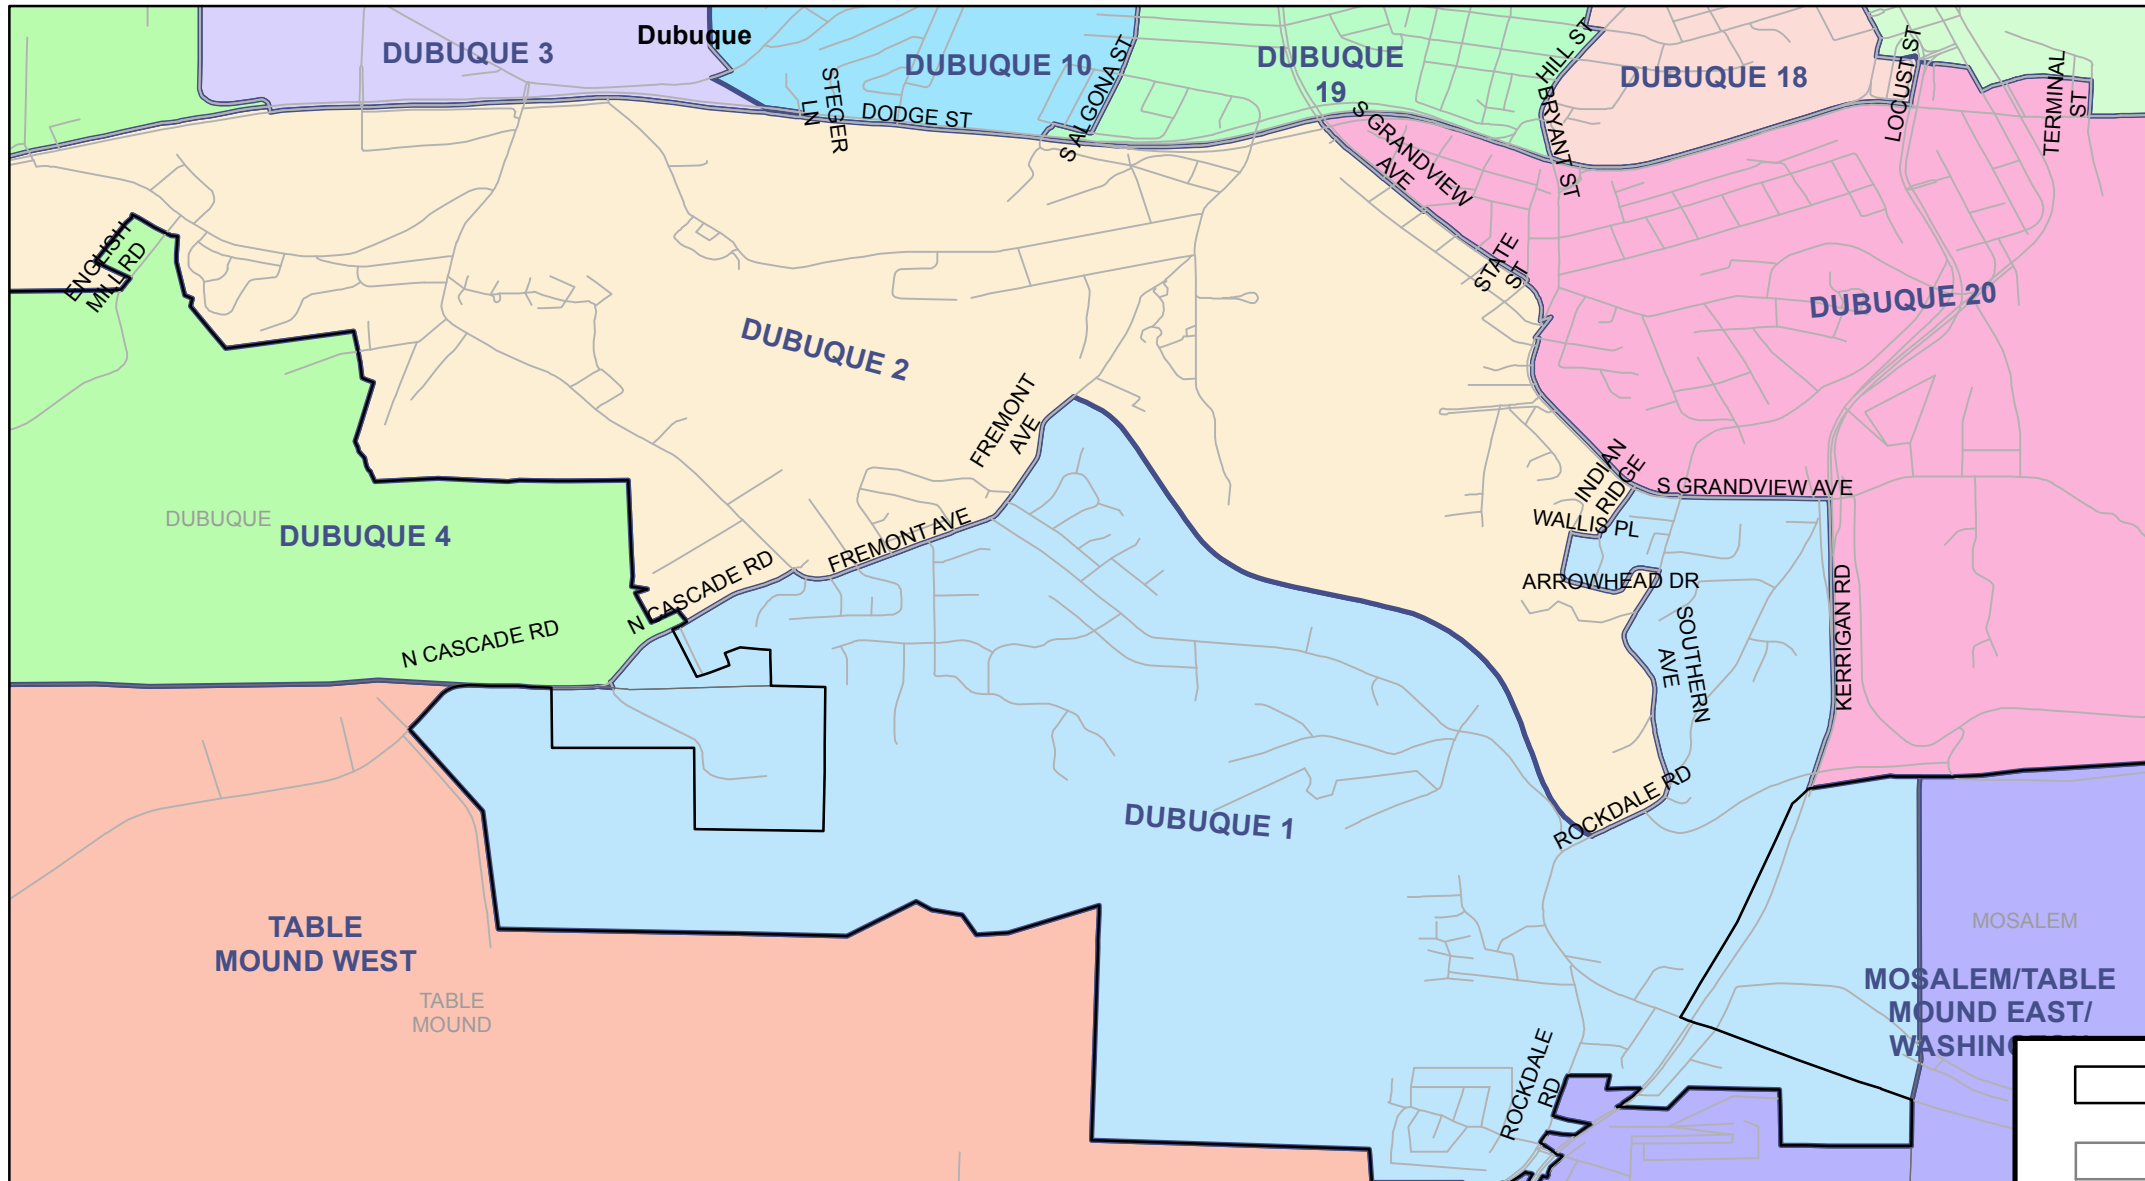 Dubuque
DUBUQUE 3
DUBUQUE 10
DUBUQUE
19
DUBUQUE 18
HILL ST
LOCUST ST
TERMINAL
ST
STEGER
LN
DODGE ST
S ALGONA ST
S GRANDVIEW
AVE
BRYANT ST
ENGLISH
MILL RD
STATE
ST
DUBUQUE 20
DUBUQUE 2
FREMONT
AVE
INDIAN
RIDGE
S GRANDVIEW AVE
WALLIS PL
DUBUQUE
DUBUQUE 4
FREMONT AVE
N CASCADE RD
N CASCADE RD
ARROWHEAD DR
SOUTHERN
AVE
KERRIGAN RD
ROCKDALE RD
DUBUQUE 1
TABLE
MOUND WEST
TABLE
MOUND
MOSALEM
MOSALEM/TABLE
MOUND EAST/
ROCKDALE
RD